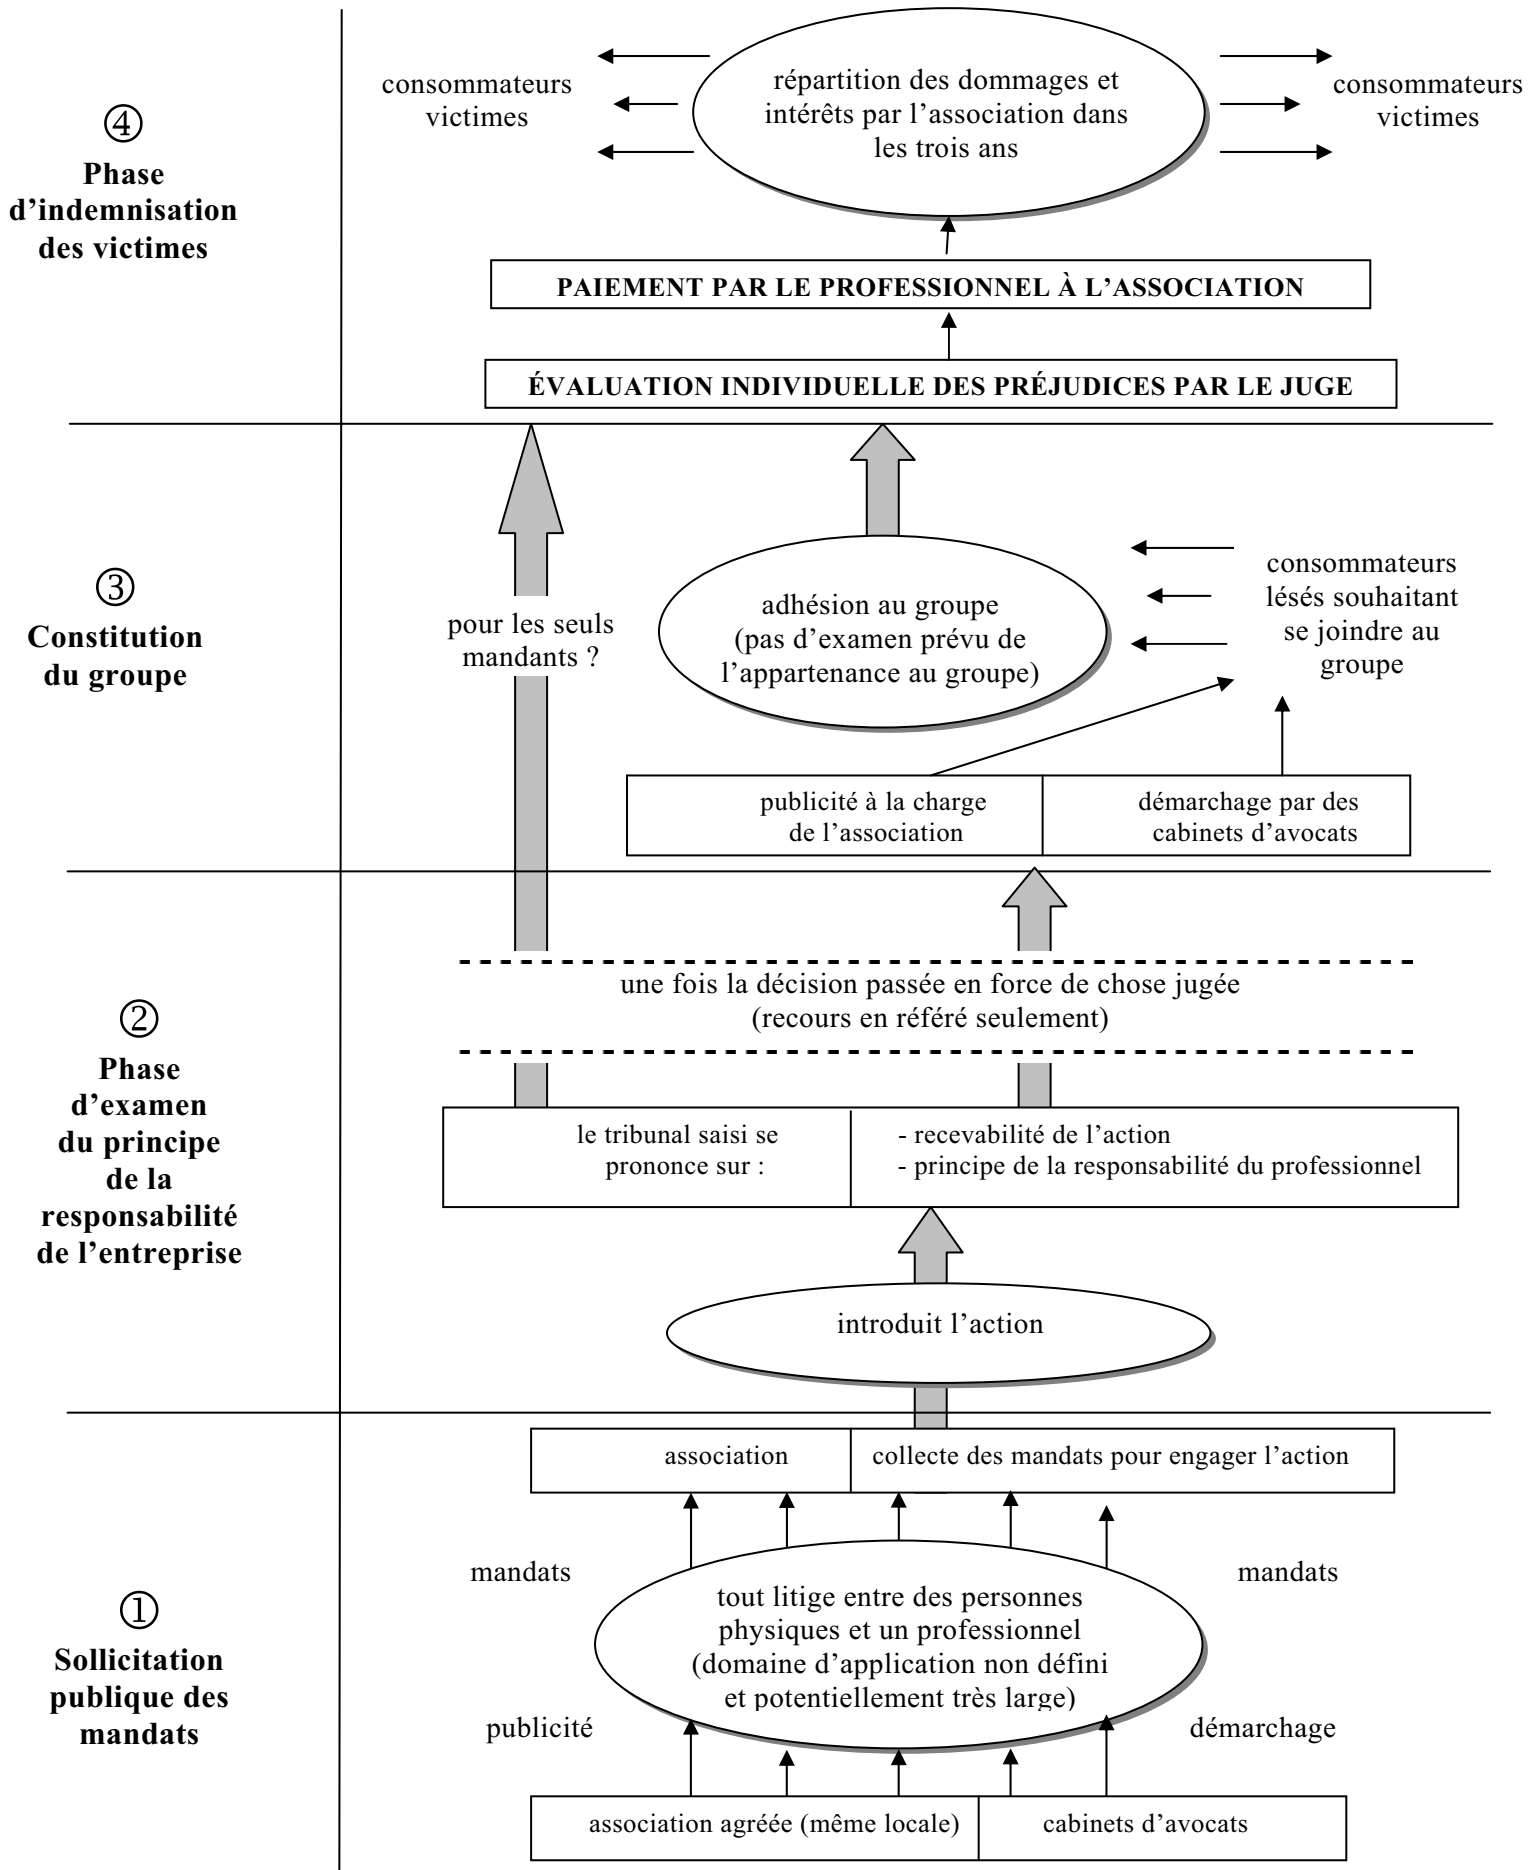 répartition des dommages et
intérêts par l’association dans
les trois ans
consommateurs
victimes
consommateurs
victimes
④
Phase
d’indemnisation
des victimes
PAIEMENT PAR LE PROFESSIONNEL À L’ASSOCIATION
ÉVALUATION INDIVIDUELLE DES PRÉJUDICES PAR LE JUGE
③
Constitution
du groupe
pour les seuls
mandants ?
adhésion au groupe
(pas d’examen prévu de
l’appartenance au groupe)
consommateurs
lésés souhaitant
se joindre au
groupe
publicité à la charge
de l’association
démarchage par des
cabinets d’avocats
②
Phase
d’examen
du principe
de la
responsabilité
de l’entreprise
une fois la décision passée en force de chose jugée
(recours en référé seulement)
le tribunal saisi se
prononce sur :
- recevabilité de l’action
- principe de la responsabilité du professionnel
introduit l’action
①
Sollicitation
publique des
mandats
association
collecte des mandats pour engager l’action
mandats
mandats
tout litige entre des personnes
physiques et un professionnel
(domaine d’application non défini
et potentiellement très large)
publicité
démarchage
association agréée (même locale)
cabinets d’avocats